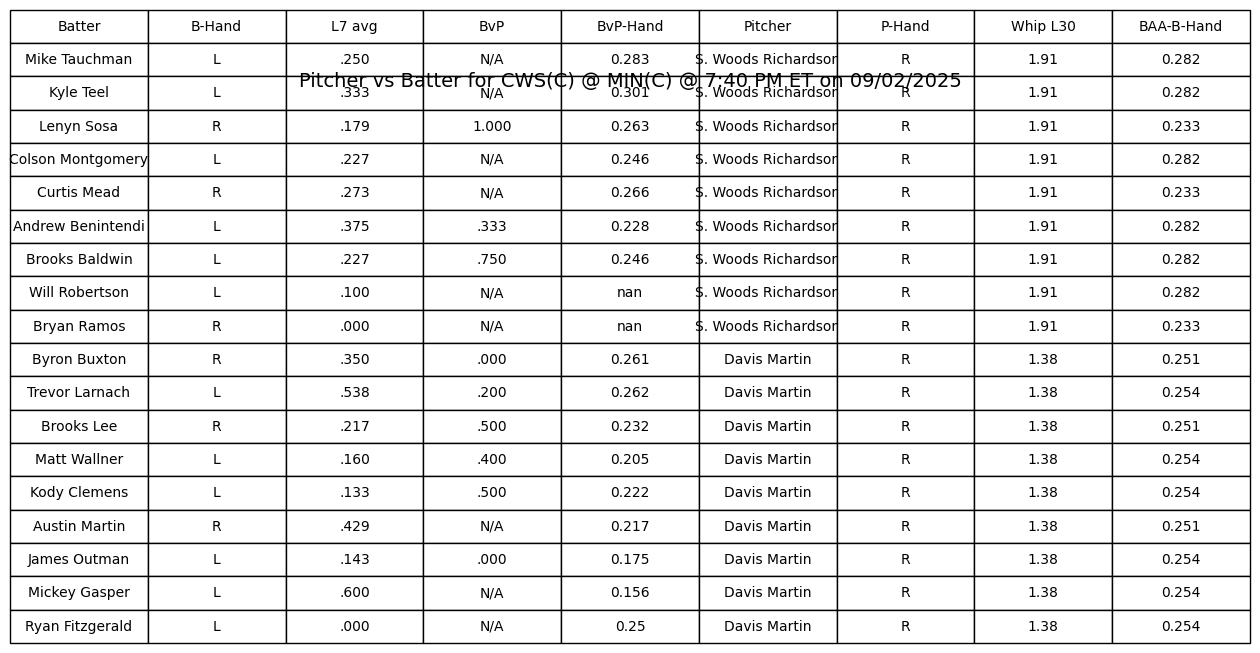 Batter B-Hand L7 avg BvP BvP-Hand Pitcher P-Hand Whip L30 BAA-B-Hand
Mike Tauchman L .250 N/A 0.283 S. Woods Richardson R 1.91 0.282
Pitcher vs Batter for CWS(C) @ MIN(C) @ 7:40 PM ET on 09/02/2025
Kyle Teel L .333 N/A 0.301 S. Woods Richardson R 1.91 0.282
Lenyn Sosa R .179 1.000 0.263 S. Woods Richardson R 1.91 0.233
Colson Montgomery L .227 N/A 0.246 S. Woods Richardson R 1.91 0.282
Curtis Mead R .273 N/A 0.266 S. Woods Richardson R 1.91 0.233
Andrew Benintendi L .375 .333 0.228 S. Woods Richardson R 1.91 0.282
Brooks Baldwin L .227 .750 0.246 S. Woods Richardson R 1.91 0.282
Will Robertson L .100 N/A nan S. Woods Richardson R 1.91 0.282
Bryan Ramos R .000 N/A nan S. Woods Richardson R 1.91 0.233
Byron Buxton R .350 .000 0.261 Davis Martin R 1.38 0.251
Trevor Larnach L .538 .200 0.262 Davis Martin R 1.38 0.254
Brooks Lee R .217 .500 0.232 Davis Martin R 1.38 0.251
Matt Wallner L .160 .400 0.205 Davis Martin R 1.38 0.254
Kody Clemens L .133 .500 0.222 Davis Martin R 1.38 0.254
Austin Martin R .429 N/A 0.217 Davis Martin R 1.38 0.251
James Outman L .143 .000 0.175 Davis Martin R 1.38 0.254
Mickey Gasper L .600 N/A 0.156 Davis Martin R 1.38 0.254
Ryan Fitzgerald L .000 N/A 0.25 Davis Martin R 1.38 0.254